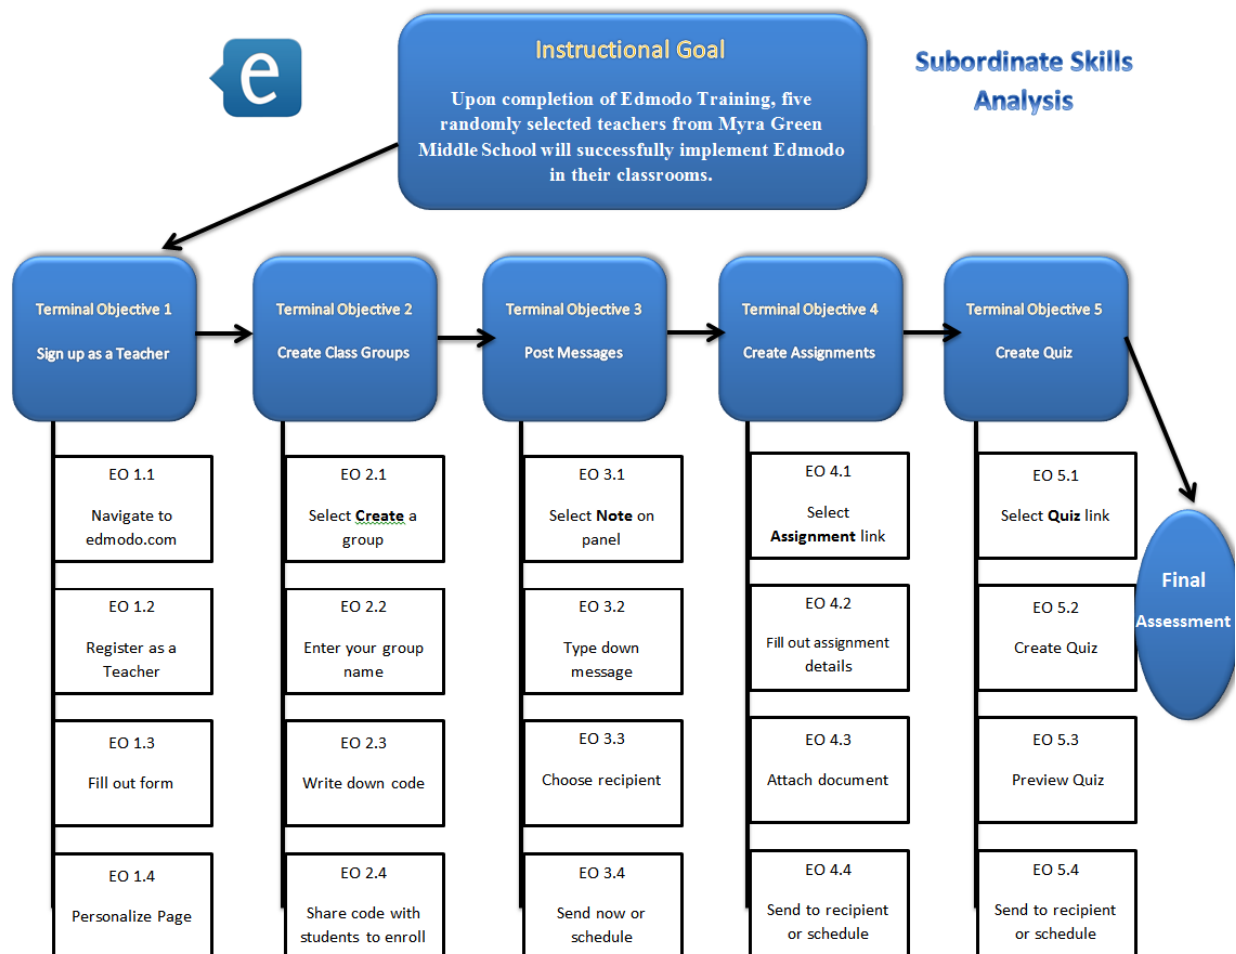 e
Instructional Goal
Upon completion of Edmodo Training, five
randomly selected teachers from Myra Green
Middle School will successfully implement Edmodo
in their classrooms.
Subordinate Skills
Analysis
Terminal Objective 1
Sign up as a Teacher
Terminal Objective 2
Create Class Groups
Terminal Objective 3
Post Messages
Terminal Objective 4
Create Assignments
Terminal Objective 5
Create Quiz
EO 1.1
Navigate to
edmodo.com
EO 1.2
Register as a
Teacher
EO 1.3
Fill out form
EO 1.4
Personalize Page
EO 2.1
Select Create a
group
EO 2.2
Enter your group
name
EO 2.3
Write down code
EO 2.4
Share code with
students to enroll
EO 3.1
Select Note on
panel
EO 3.2
Type down
message
EO 3.3
Choose recipient
EO 3.4
Send now or
schedule
EO 4.1
Select
Assignment link
EO 4.2
Fill out assignment
details
EO 4.3
Attach document
EO 4.4
Send to recipient
or schedule
EO 5.1
Select Quiz link
EO 5.2
Create Quiz
EO 5.3
Preview Quiz
EO 5.4
Send to recipient
or schedule
Final
Assessment